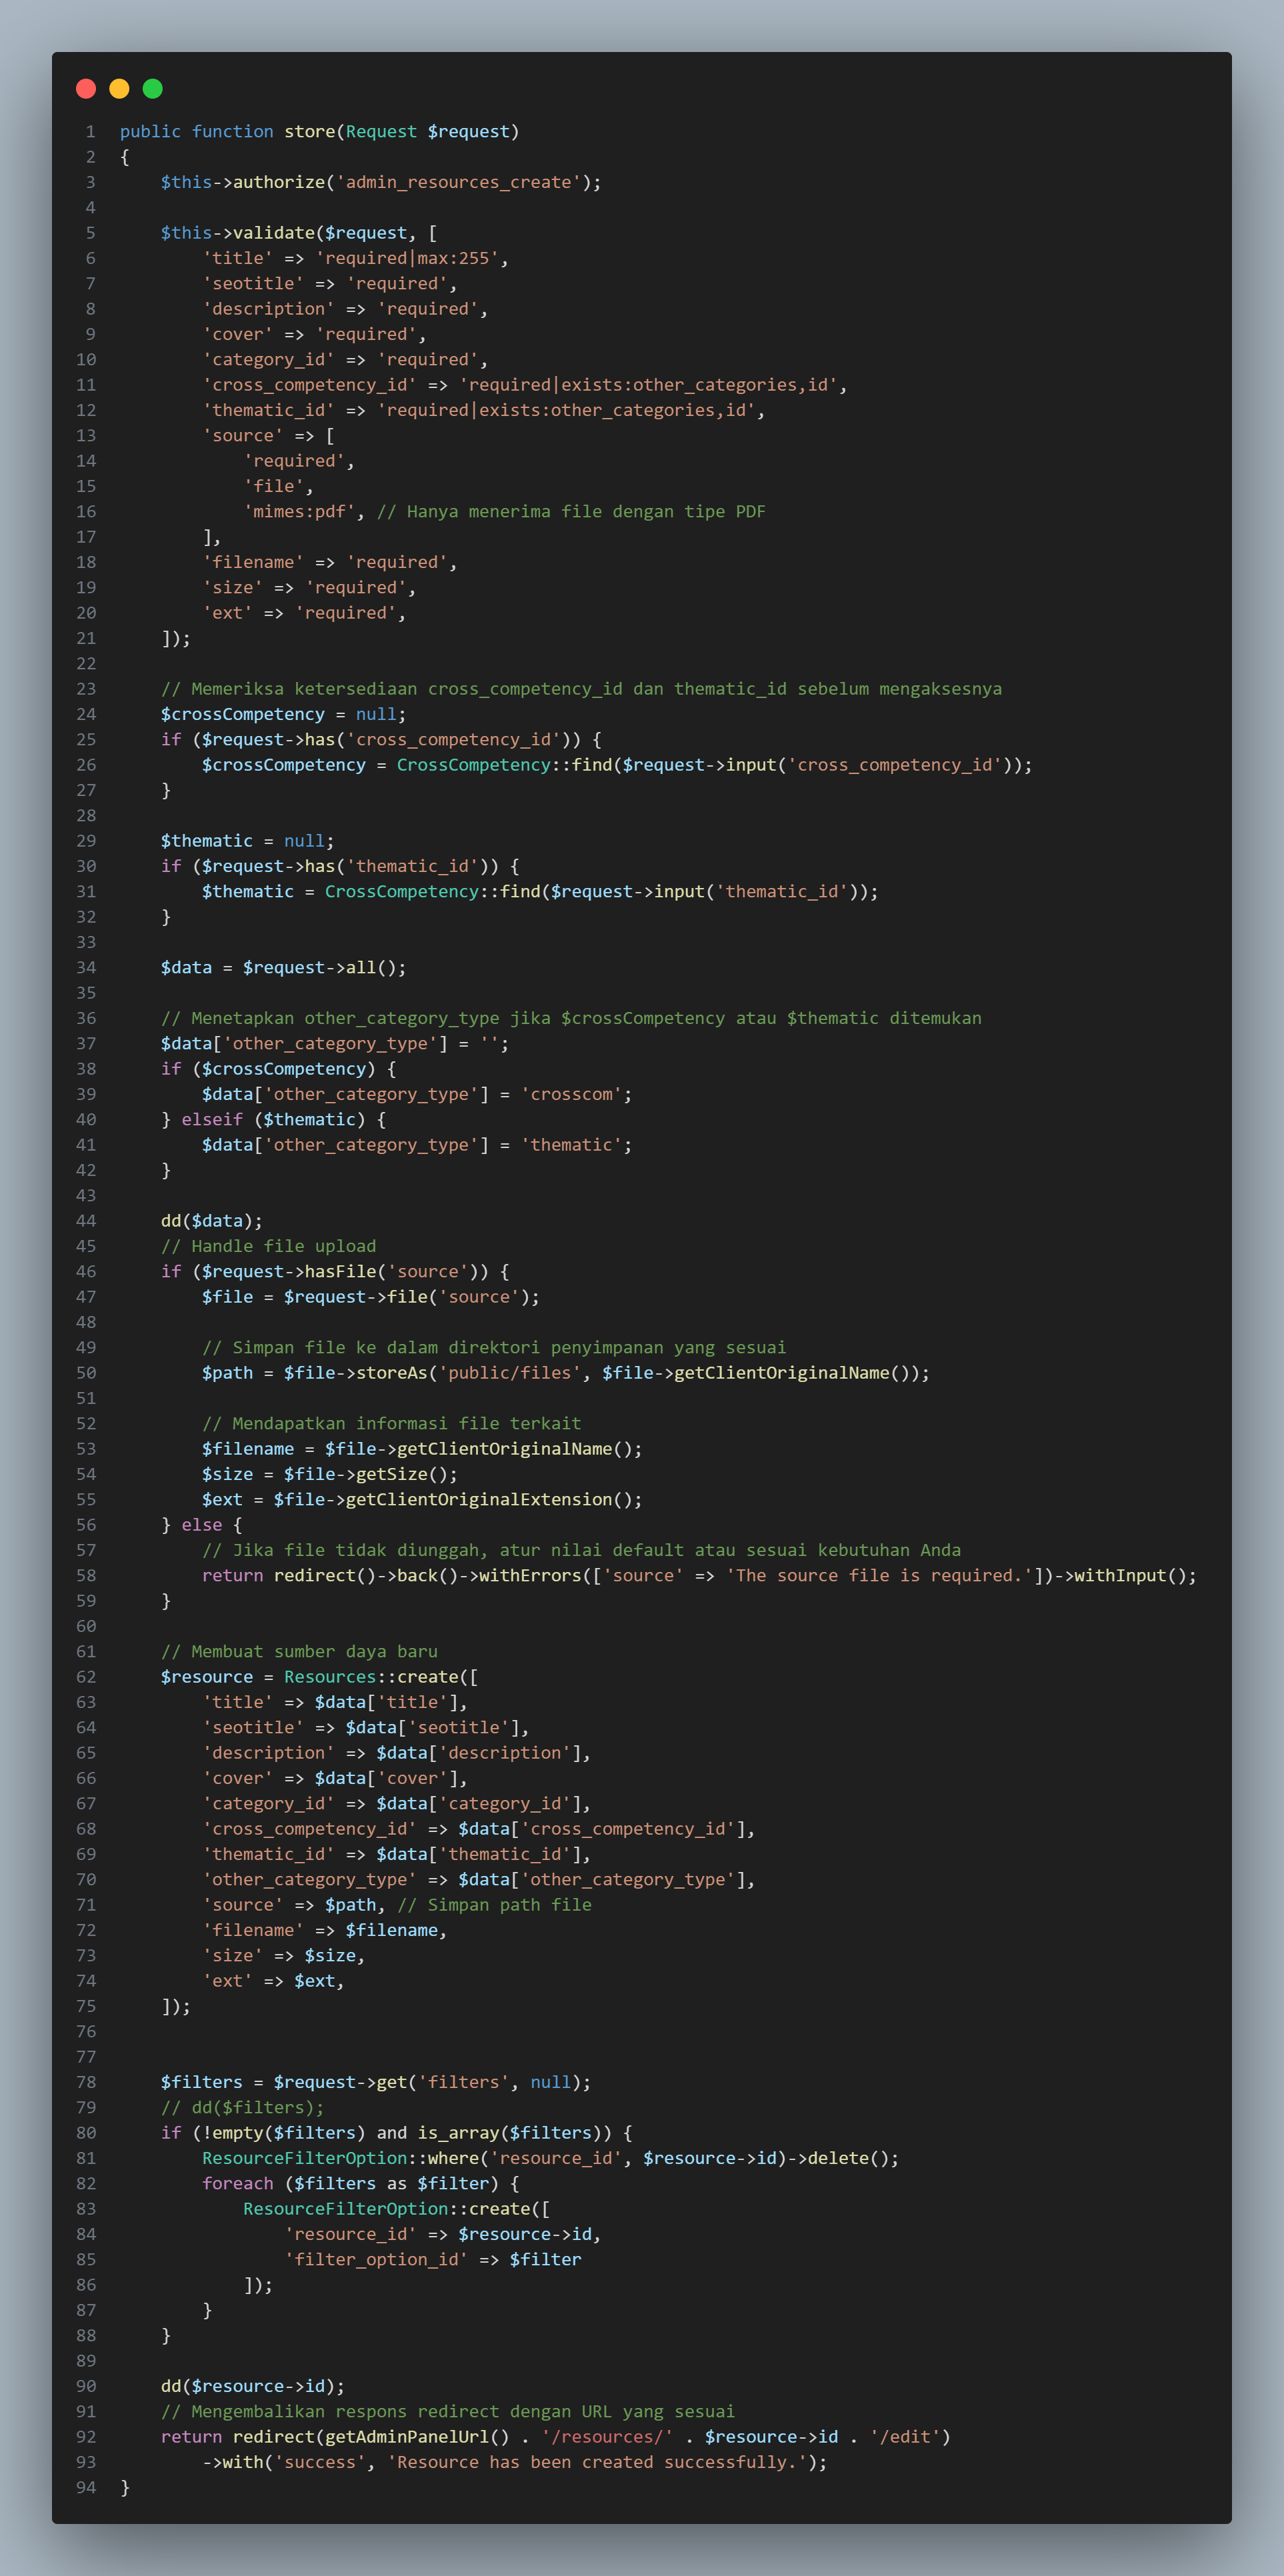 1 public function store(Request $request)
2 {
3     $this->authorize('admin_resources_create');
4
5     $this->validate($request, [
6         'title' => 'required|max:255',
7         'seotitle' => 'required',
8         'description' => 'required',
9         'cover' => 'required',
10         'category_id' => 'required',
11         'cross_competency_id' => 'required|exists:other_categories,id',
12         'thematic_id' => 'required|exists:other_categories,id',
13         'source' => [
14             'required',
15             'file',
16             'mimes:pdf', // Hanya menerima file dengan tipe PDF
17         ],
18         'filename' => 'required',
19         'size' => 'required',
20         'ext' => 'required',
21     ]);
22
23     // Memeriksa ketersediaan cross_competency_id dan thematic_id sebelum mengaksesnya
24     $crossCompetency = null;
25     if ($request->has('cross_competency_id')) {
26         $crossCompetency = CrossCompetency::find($request->input('cross_competency_id'));
27     }
28
29     $thematic = null;
30     if ($request->has('thematic_id')) {
31         $thematic = CrossCompetency::find($request->input('thematic_id'));
32     }
33
34     $data = $request->all();
35
36     // Menetapkan other_category_type jika $crossCompetency atau $thematic ditemukan
37     $data['other_category_type'] = '';
38     if ($crossCompetency) {
39         $data['other_category_type'] = 'crosscom';
40     } elseif ($thematic) {
41         $data['other_category_type'] = 'thematic';
42     }
43
44     dd($data);
45     // Handle file upload
46     if ($request->hasFile('source')) {
47         $file = $request->file('source');
48
49         // Simpan file ke dalam direktori penyimpanan yang sesuai
50         $path = $file->storeAs('public/files', $file->getClientOriginalName());
51
52         // Mendapatkan informasi file terkait
53         $filename = $file->getClientOriginalName();
54         $size = $file->getSize();
55         $ext = $file->getClientOriginalExtension();
56     } else {
57         // Jika file tidak diunggah, atur nilai default atau sesuai kebutuhan Anda
58         return redirect()->back()->withErrors(['source' => 'The source file is required.'])->withInput();
59     }
60
61     // Membuat sumber daya baru
62     $resource = Resources::create([
63         'title' => $data['title'],
64         'seotitle' => $data['seotitle'],
65         'description' => $data['description'],
66         'cover' => $data['cover'],
67         'category_id' => $data['category_id'],
68         'cross_competency_id' => $data['cross_competency_id'],
69         'thematic_id' => $data['thematic_id'],
70         'other_category_type' => $data['other_category_type'],
71         'source' => $path, // Simpan path file
72         'filename' => $filename,
73         'size' => $size,
74         'ext' => $ext,
75     ]);
76
77
78     $filters = $request->get('filters', null);
79     // dd($filters);
80     if (!empty($filters) and is_array($filters)) {
81         ResourceFilterOption::where('resource_id', $resource->id)->delete();
82         foreach ($filters as $filter) {
83             ResourceFilterOption::create([
84                 'resource_id' => $resource->id,
85                 'filter_option_id' => $filter
86             ]);
87         }
88     }
89
90     dd($resource->id);
91     // Mengembalikan respons redirect dengan URL yang sesuai
92     return redirect(getAdminPanelUrl() . '/resources/' . $resource->id . '/edit')
93         ->with('success', 'Resource has been created successfully.');
94 }